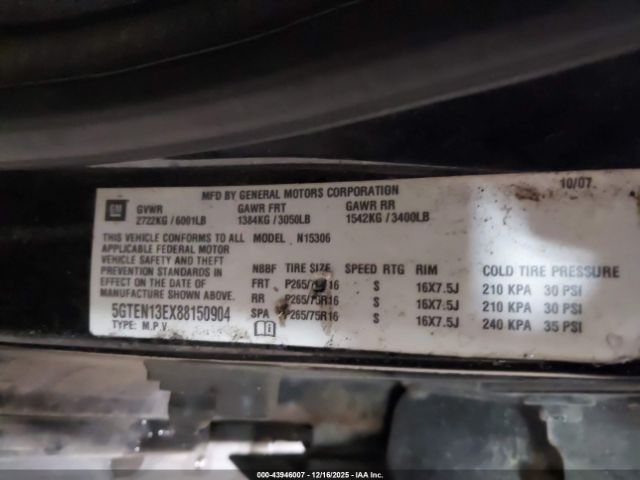 MFD BY GENERAL MOTORS CORPORATION 10/07
GM GVWR GAWR FRT GAWR RR
2722KG / 6001LB 1384KG / 3050LB 1542KG / 3400LB
THIS VEHICLE CONFORMS TO ALL MODEL N15306
APPLICABLE FEDERAL MOTOR
VEHICLE SAFETY AND THEFT
PREVENTION STANDARDS IN
EFFECT ON THE DATE OF
MANUFACTURE SHOWN ABOVE.
5GTEN13EX88150904
TYPE: M.P.V.
NBBF TIRE SIZE SPEED RTG RIM COLD TIRE PRESSURE
FRT P265/75R16 S 16X7.5J 210 KPA 30 PSI
RR P265/75R16 S 16X7.5J 210 KPA 30 PSI
SPA P265/75R16 S 16X7.5J 240 KPA 35 PSI
000-43946007 - 12/16/2025 - IAA Inc.